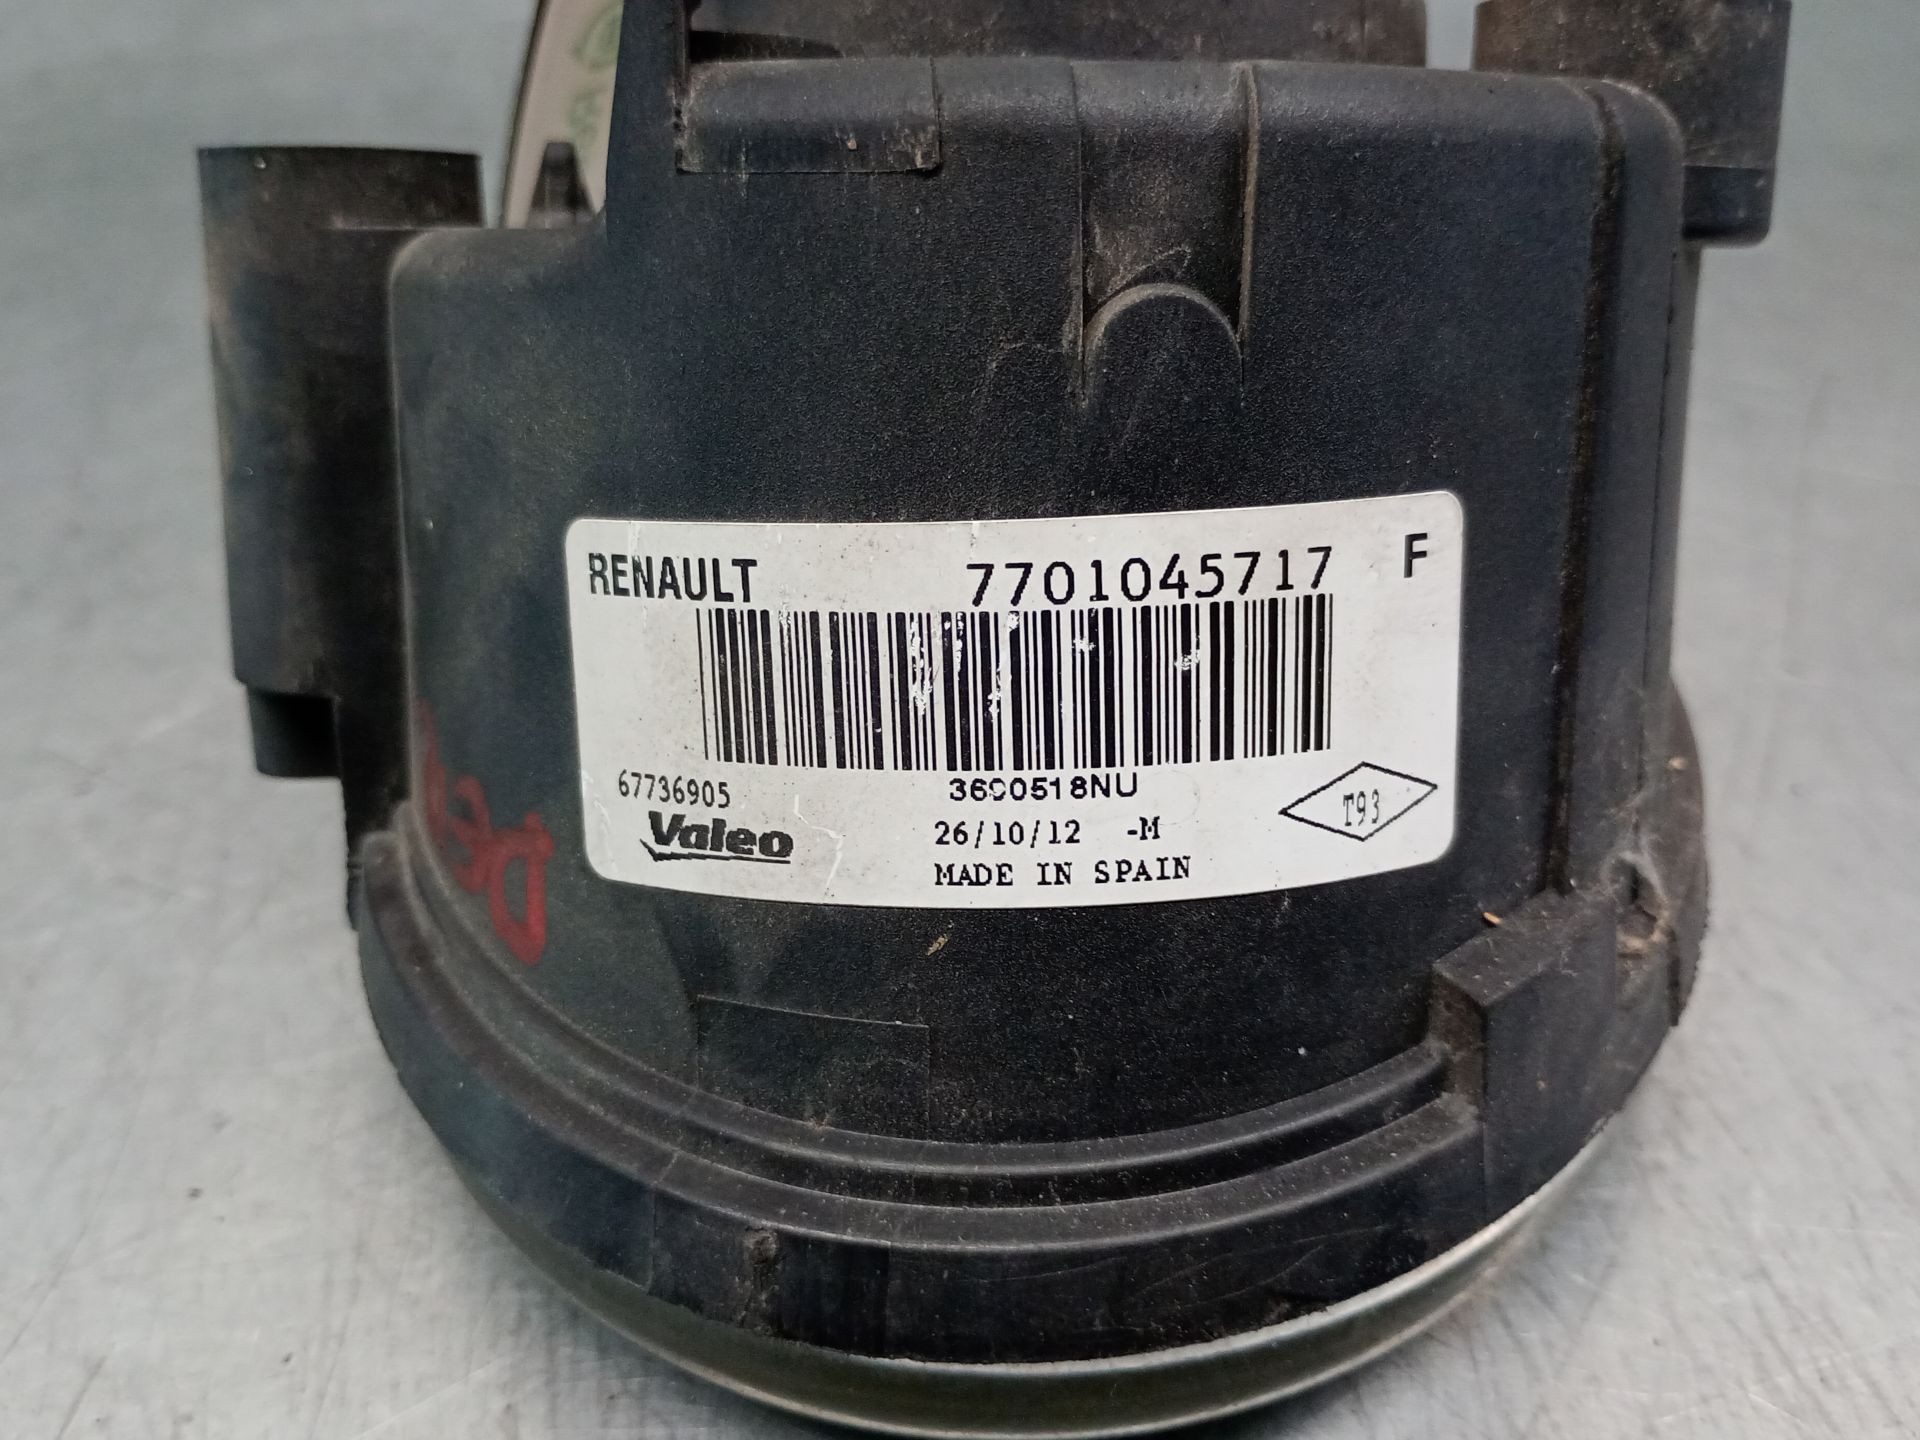 RENAULT 7701045717 F
67736905 3690518NU
Valeo 26/10/12 -M T93
MADE IN SPAIN